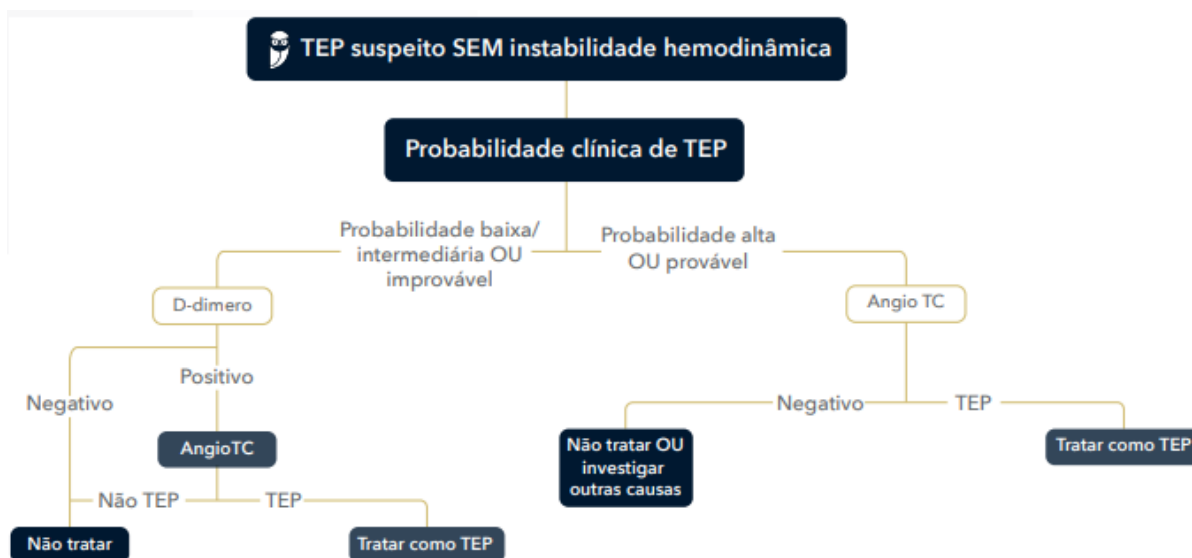 TEP suspeito SEM instabilidade hemodinâmica
Probabilidade clínica de TEP
Probabilidade baixa/
intermediária OU
improvável
Probabilidade alta
OU provável
D-dimero
Angio TC
Positivo
Negativo
Negativo
TEP
AngioTC
Não tratar OU
investigar
outras causas
Tratar como TEP
Não TEP
TEP
Não tratar
Tratar como TEP